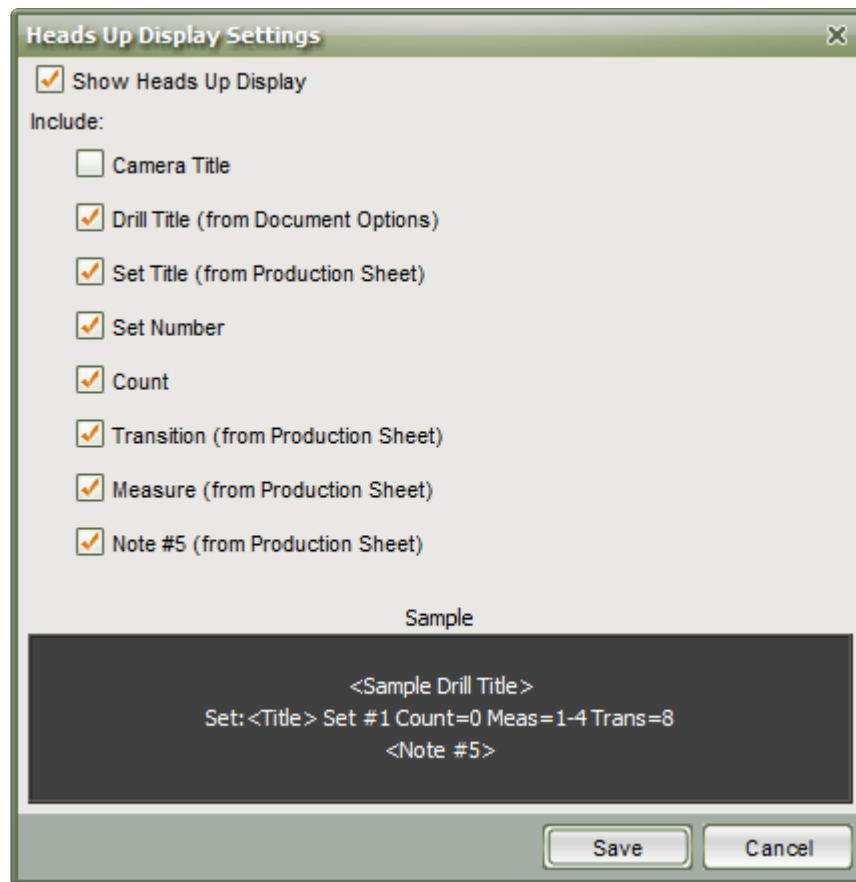 Heads Up Display Settings
Show Heads Up Display
Include:
Camera Title
Drill Title (from Document Options)
Set Title (from Production Sheet)
Set Number
Count
Transition (from Production Sheet)
Measure (from Production Sheet)
Note #5 (from Production Sheet)
Sample
<Sample Drill Title>
Set:<Title> Set #1 Count=0 Meas=1-4 Trans=8
<Note #5>
Save Cancel